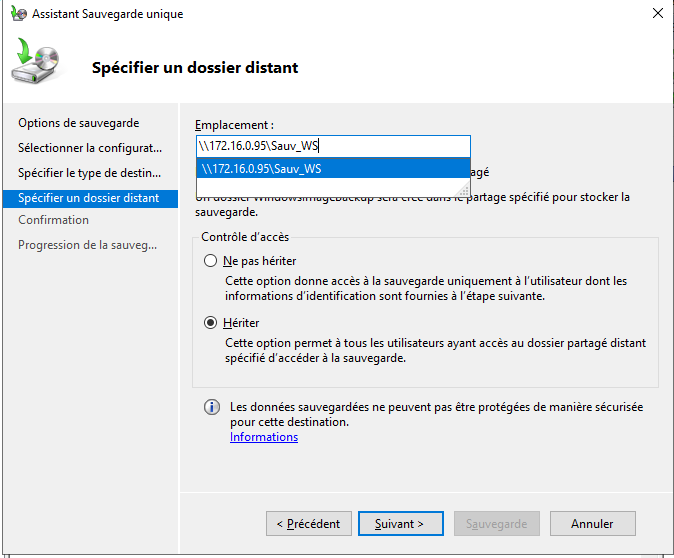 Assistant Sauvegarde unique
Spécifier un dossier distant
Options de sauvegarde
Sélectionner la configurat...
Spécifier le type de destin...
Spécifier un dossier distant
Confirmation
Progression de la sauveg...
Emplacement :
\\172.16.0.95\Sauv_WS
\\172.16.0.95\Sauv_WS
agé
Un dossier WindowsImageBackup sera créé dans le partage spécifié pour stocker la
sauvegarde.
Contrôle d'accès
Ne pas hériter
Cette option donne accès à la sauvegarde uniquement à l'utilisateur dont les
informations d'identification sont fournies à l'étape suivante.
Hériter
Cette option permet à tous les utilisateurs ayant accès au dossier partagé distant
spécifié d'accéder à la sauvegarde.
Les données sauvegardées ne peuvent pas être protégées de manière sécurisée
pour cette destination.
Informations
< Précédent
Suivant >
Sauvegarde
Annuler